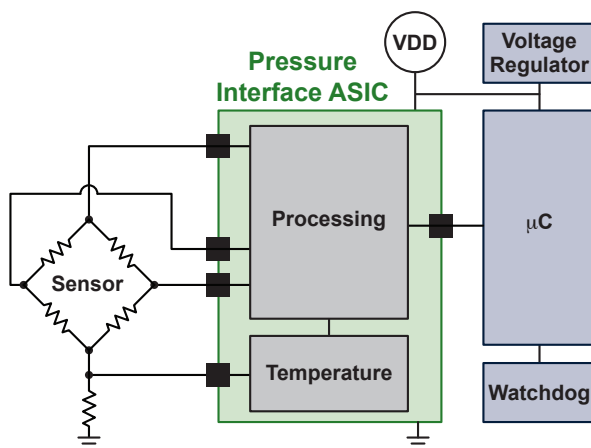 VDD
Voltage
Regulator
Pressure
Interface ASIC
Processing
μC
Sensor
Temperature
Watchdog